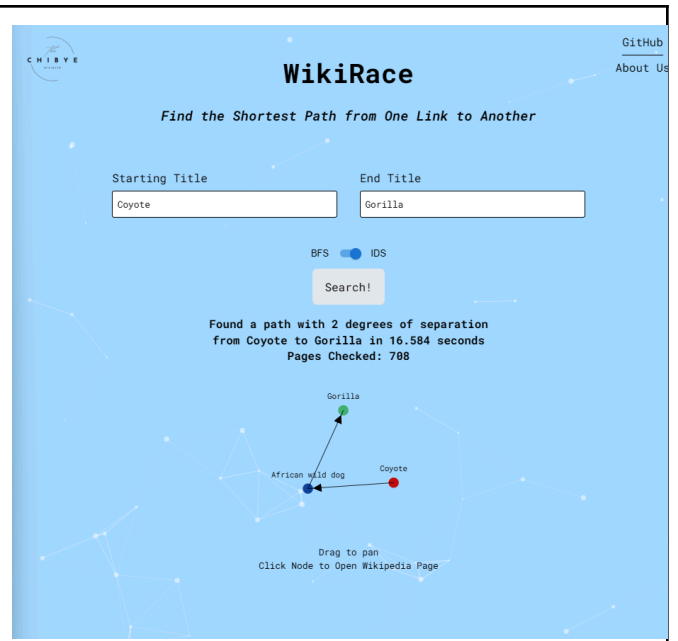 CHIBYE
GitHub
About Us
WikiRace
Find the Shortest Path from One Link to Another
Starting Title
End Title
Coyote
Gorilla
BFS
IDS
Search!
Found a path with 2 degrees of separation
from Coyote to Gorilla in 16.584 seconds
Pages Checked: 708
Gorilla
African wild dog
Coyote
Drag to pan
Click Node to Open Wikipedia Page